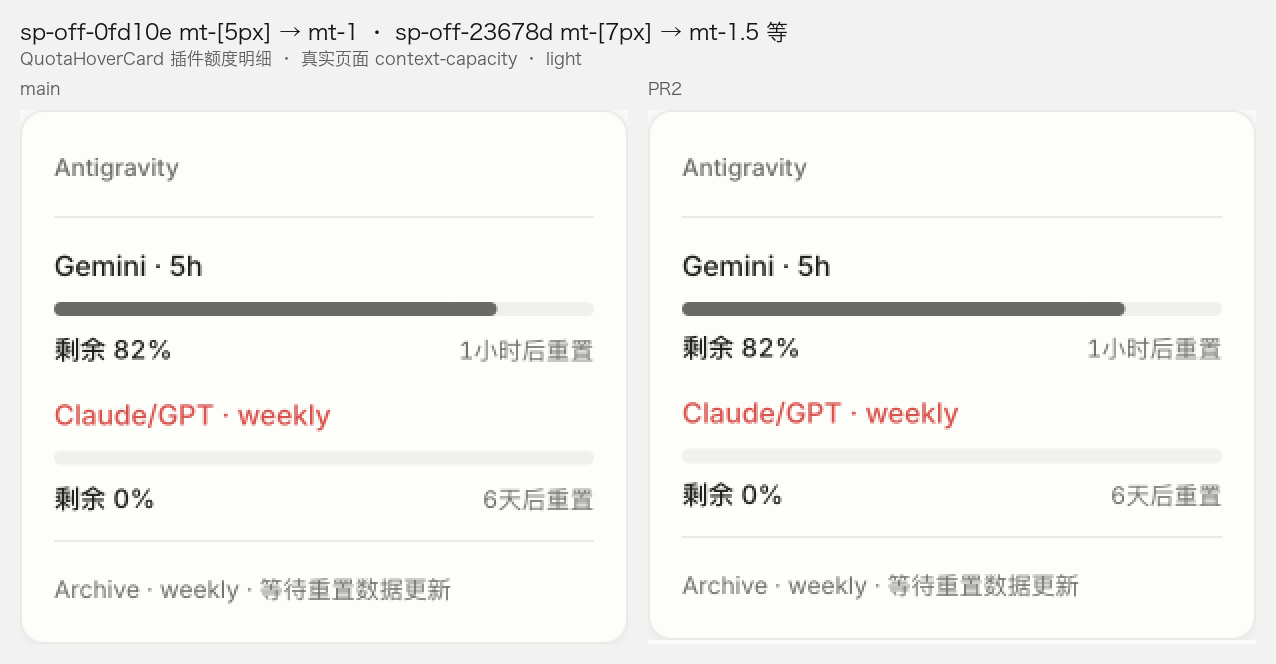 sp-off-0fd10e mt-[5px] → mt-1 · sp-off-23678d mt-[7px] → mt-1.5 等
QuotaHoverCard 插件额度明细 · 真实页面 context-capacity · light
main
Antigravity
Gemini · 5h
剩余 82% 1小时后重置
Claude/GPT · weekly
剩余 0% 6天后重置
Archive · weekly · 等待重置数据更新
PR2
Antigravity
Gemini · 5h
剩余 82% 1小时后重置
Claude/GPT · weekly
剩余 0% 6天后重置
Archive · weekly · 等待重置数据更新